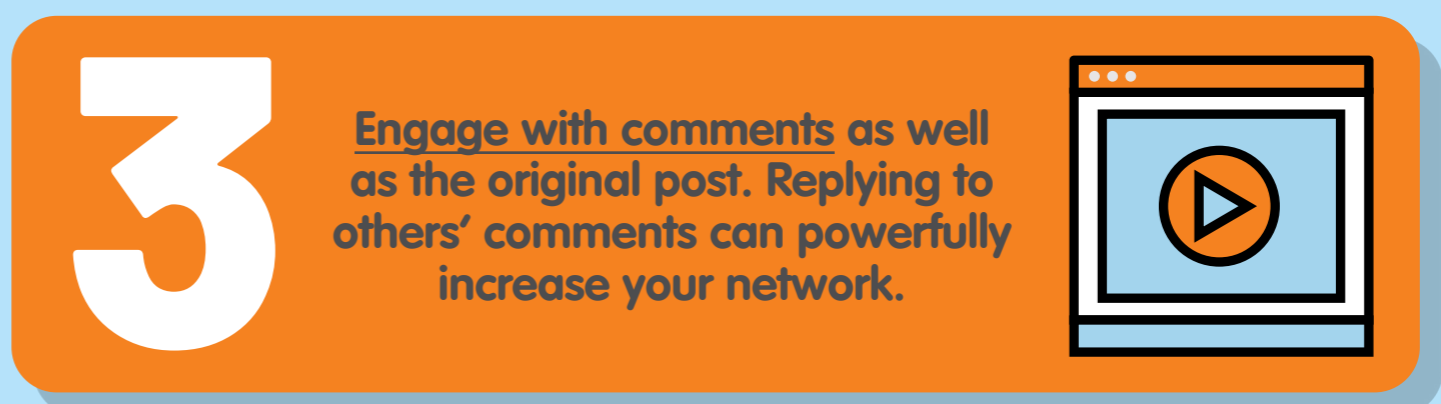 3
Engage with comments as well
as the original post. Replying to
others’ comments can powerfully
increase your network.